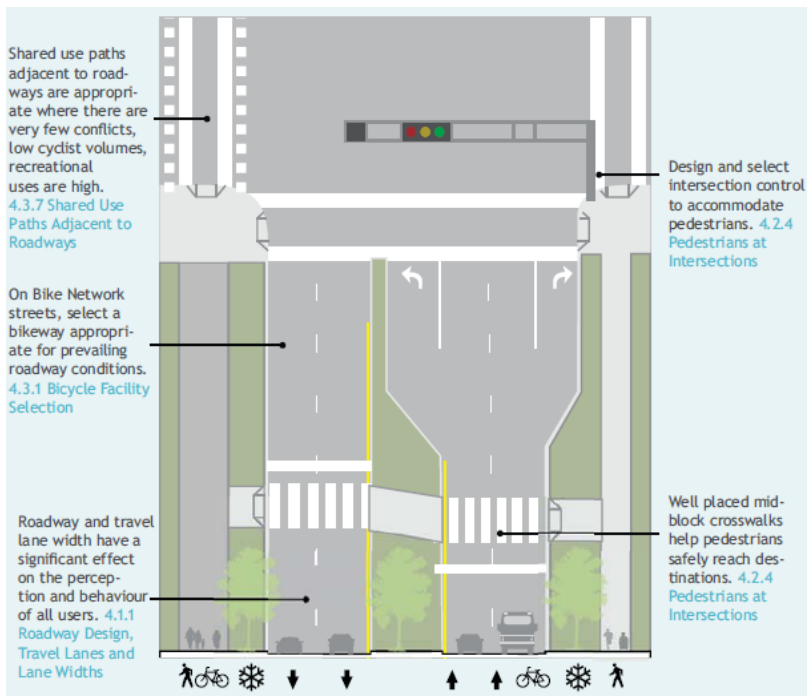 Shared use paths
adjacent to road-
ways are appropri-
ate where there are
very few conflicts,
low cyclist volumes,
recreational
uses are high.
4.3.7 Shared Use
Paths Adjacent to
Roadways
On Bike Network
streets, select a
bikeway appropri-
ate for prevailing
roadway conditions.
4.3.1 Bicycle Facility
Selection
Roadway and travel
lane width have a
significant effect
on the percep-
tion and behaviour
of all users. 4.1.1
Roadway Design,
Travel Lanes and
Lane Widths
Design and select
intersection control
to accommodate
pedestrians. 4.2.4
Pedestrians at
Intersections
Well placed mid-
block crosswalks
help pedestrians
safely reach des-
tinations. 4.2.4
Pedestrians at
Intersections